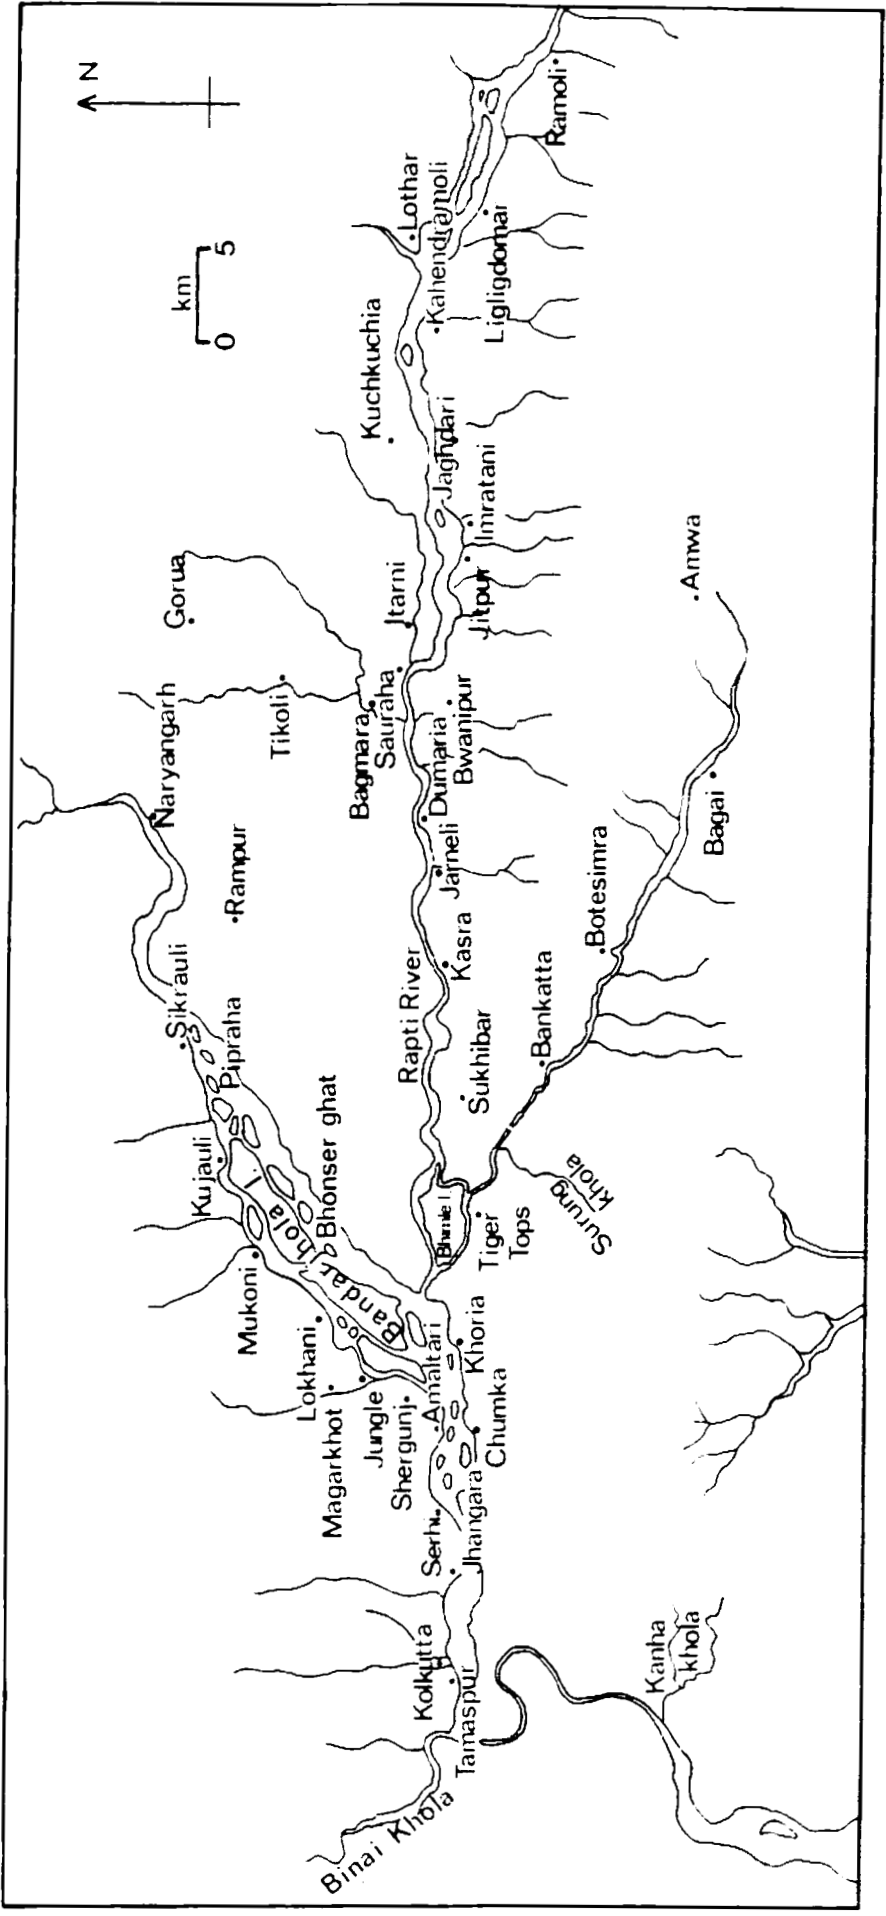 N
km
0 5
Naryangarh
Gorua
Rampur
Tikoli
Sikrauli
Pipraha
Kujauli
Bhonser ghat
Mukoni
Bandar Jhola I.
Lokhani
Magarkhot
Jungle
Shergunj
Amaltari
Serhi
Jhangara
Chumka
Khoria
Kolkutta
Tamaspur
Binai Khola
Kanha
khola
Bagmara
Sauraha
Itarni
Kuchkuchia
Lothar
Kahendramoli
Ramoli
Ligligdomar
Jaghdari
Imratani
Jitpur
Bwanipur
Dumaria
Jarneli
Kasra
Rapti River
Sukhibar
Bhimle I.
Tiger
Tops
Surung
khola
Bankatta
Botesimra
Bagai
Amwa